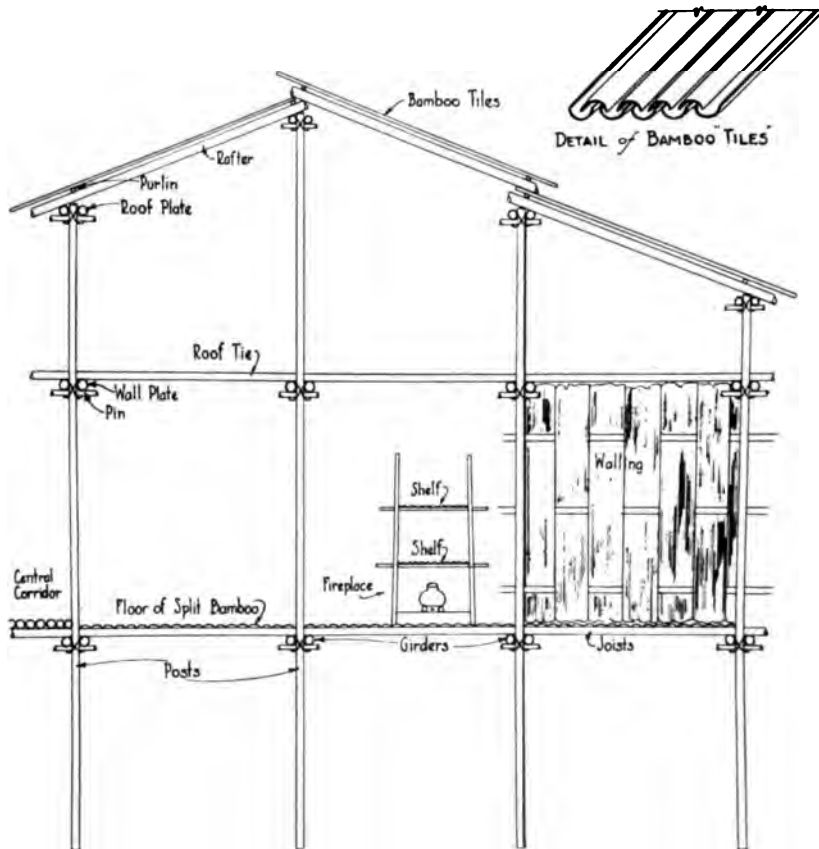 Bamboo Tiles
DETAIL of BAMBOO "TILES"
Rafter
Purlin
Roof Plate
Roof Tie
Wall Plate
Pin
Walling
Shelf
Shelf
Central
Corridor
Fireplace
Floor of Split Bamboo
Girders
Joists
Posts